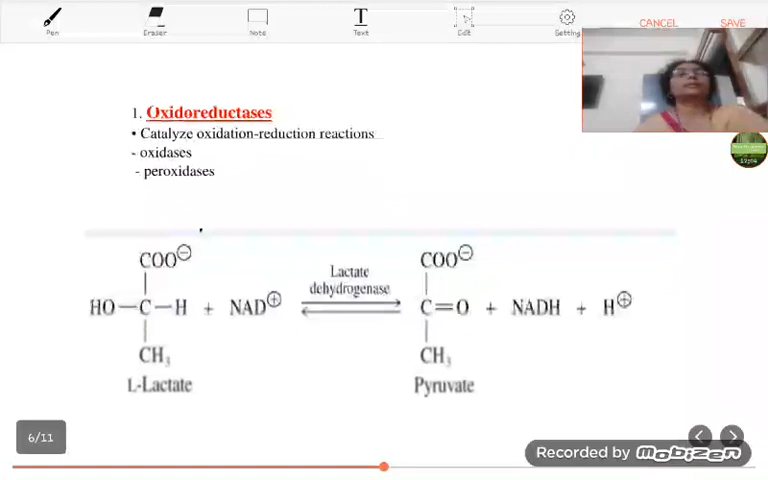 Pen Eraser Note Text Edit Setting CANCEL SAVE
1. Oxidoreductases
• Catalyze oxidation-reduction reactions
- oxidases
- peroxidases
COO⊖ COO⊖
Lactate
dehydrogenase
HO—C—H + NAD⊕ C=O + NADH + H⊕
CH₃ CH₃
L-Lactate Pyruvate
6/11
Recorded by mobizen